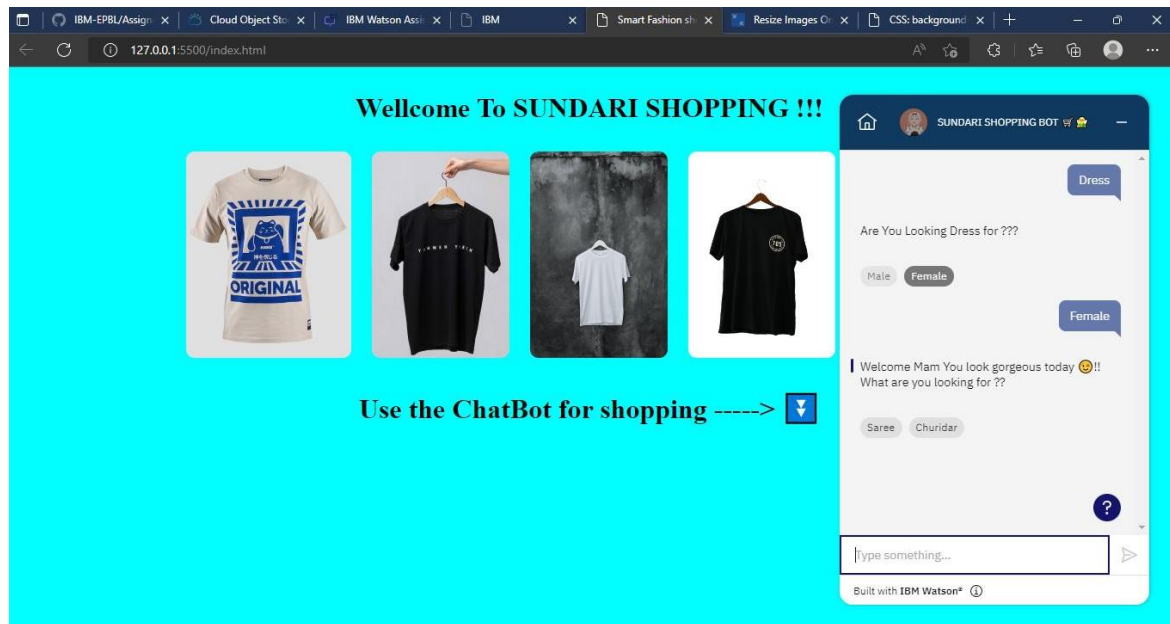 IBM-EPBL/Assign
Cloud Object Sto
IBM Watson Assis
IBM
Smart Fashion sh
Resize Images On
CSS: background
127.0.0.1:5500/index.html
Wellcome To SUNDARI SHOPPING !!!
ORIGINAL
Use the ChatBot for shopping ----->
SUNDARI SHOPPING BOT
Dress
Are You Looking Dress for ???
Male Female
Female
Welcome Mam You look gorgeous today 😉!!
What are you looking for ??
Saree Churidar
?
Type something...
Built with IBM Watson®